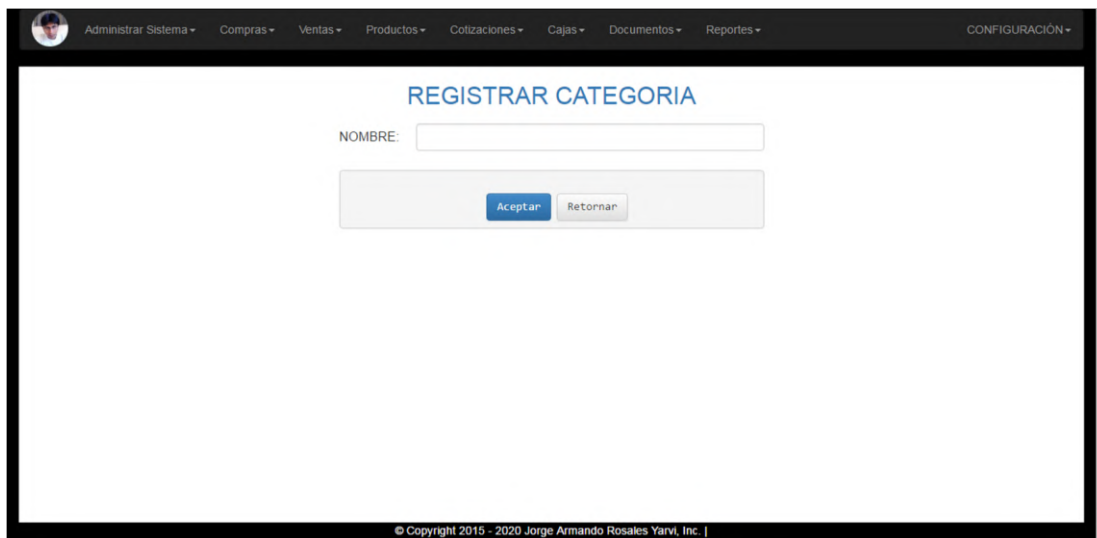 Administrar Sistema Compras Ventas Productos Cotizaciones Cajas Documentos Reportes CONFIGURACIÓN
REGISTRAR CATEGORIA
NOMBRE:
Aceptar Retornar
© Copyright 2015 - 2020 Jorge Armando Rosales Yarvi, Inc. |